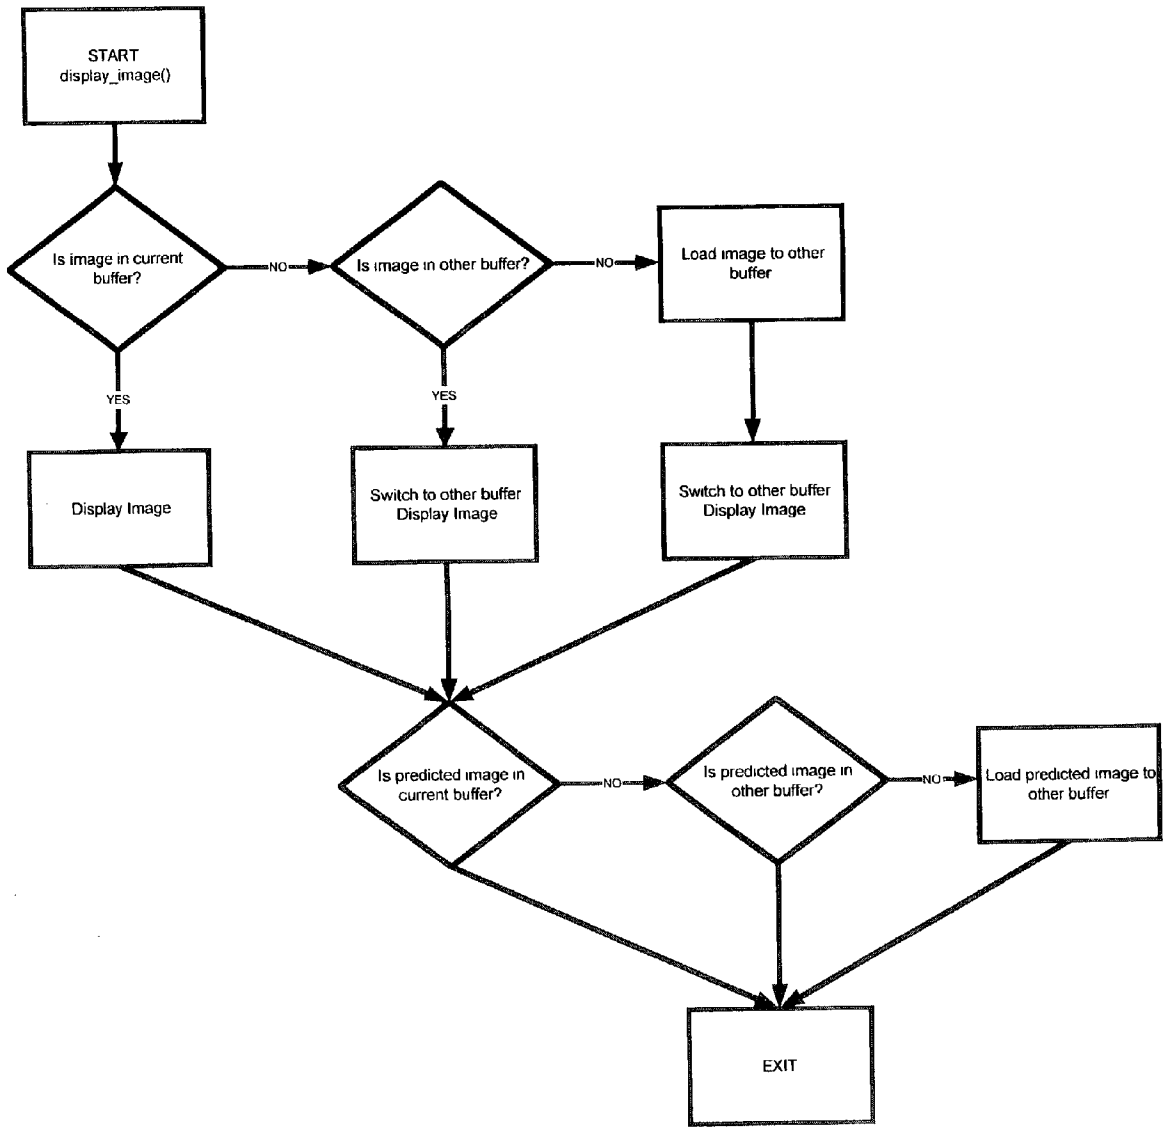 START
display_image()
Is image in current
buffer?
NO
Is image in other buffer?
NO
Load image to other
buffer
YES
YES
Display Image
Switch to other buffer
Display Image
Switch to other buffer
Display Image
Is predicted image in
current buffer?
NO
Is predicted image in
other buffer?
NO
Load predicted image to
other buffer
EXIT